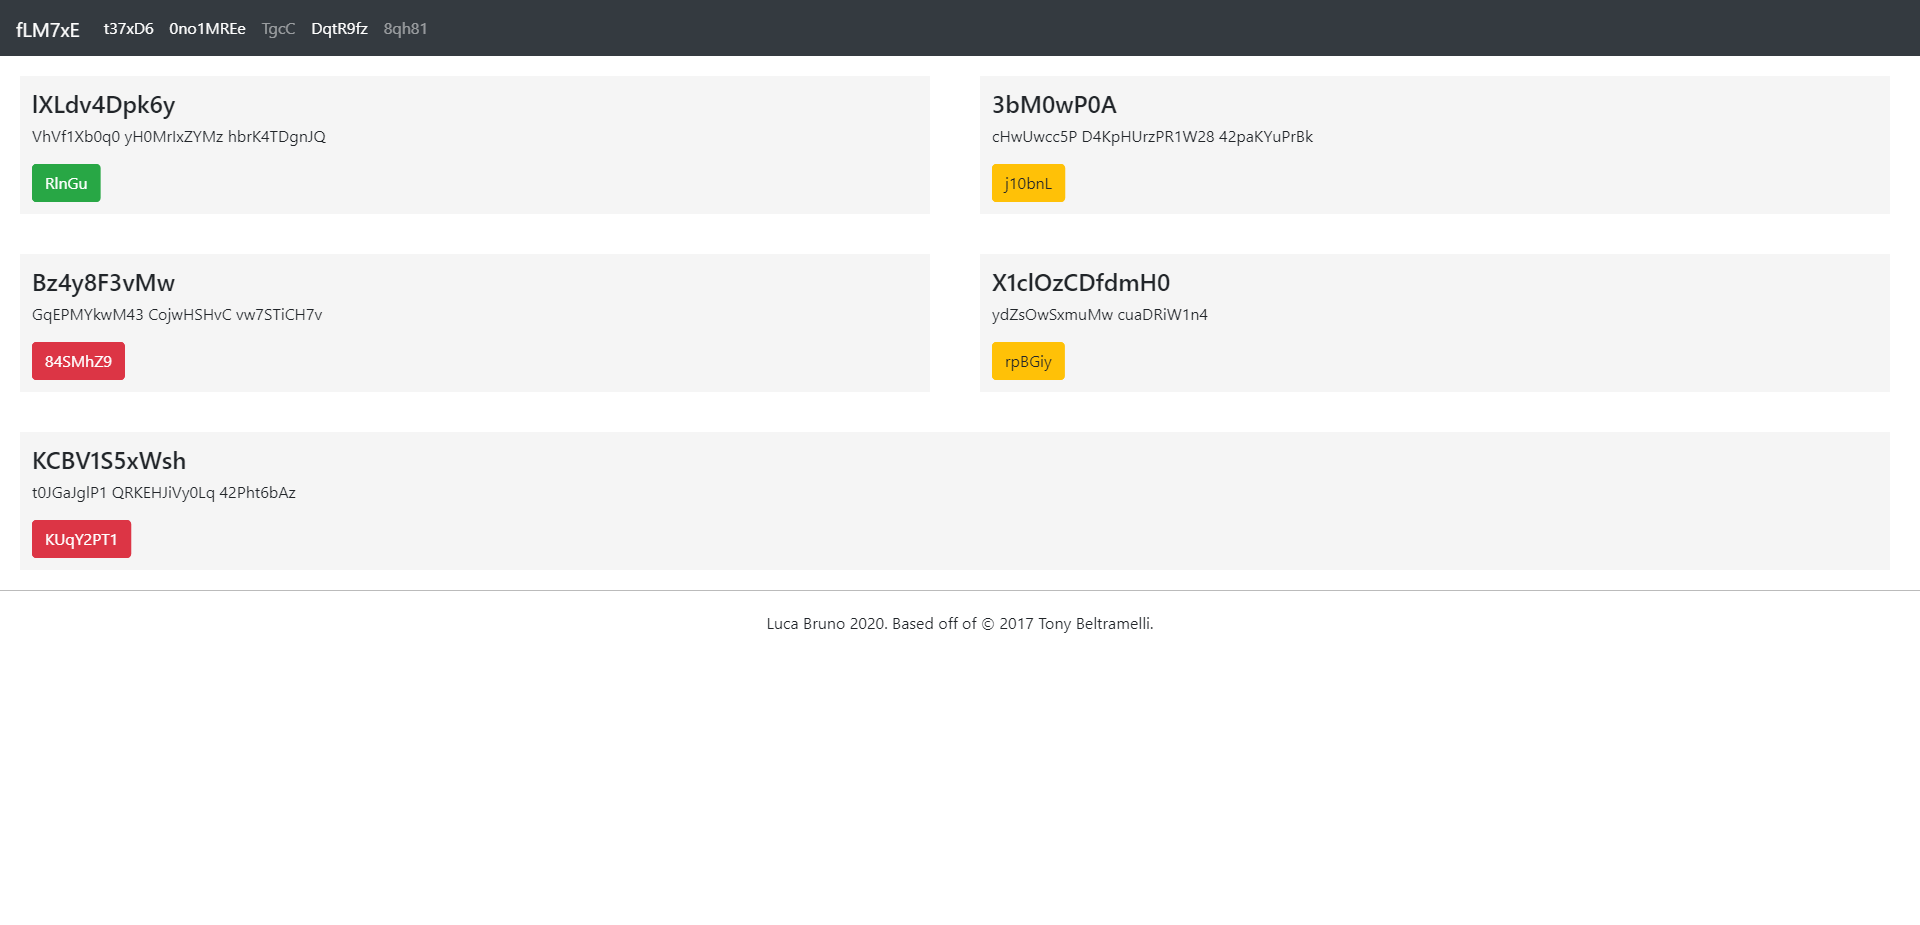 fLM7xE t37xD6 0no1MREe TgcC DqtR9fz 8qh81
lXLdv4Dpk6y
VhVf1Xb0q0 yH0MrIxZYMz hbrK4TDgnJQ
RlnGu
3bM0wP0A
cHwUwcc5P D4KpHUrzPR1W28 42paKYuPrBk
j10bnL
Bz4y8F3vMw
GqEPMYkwM43 CojwHSHvC vw7STiCH7v
84SMhZ9
X1clOzCDfdmH0
ydZsOwSxmuMw cuaDRiW1n4
rpBGiy
KCBV1S5xWsh
t0JGaJglP1 QRKEHJiVy0Lq 42Pht6bAz
KUqY2PT1
Luca Bruno 2020. Based off of © 2017 Tony Beltramelli.